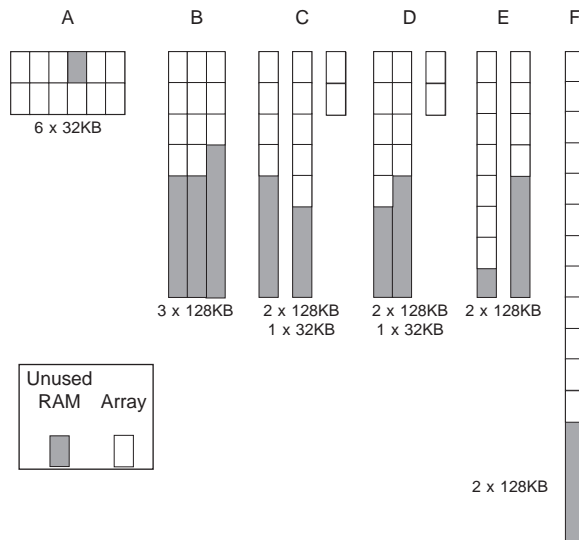 A B C D E F
6 x 32KB
3 x 128KB 2 x 128KB 2 x 128KB 2 x 128KB
1 x 32KB 1 x 32KB
Unused
RAM Array
2 x 128KB